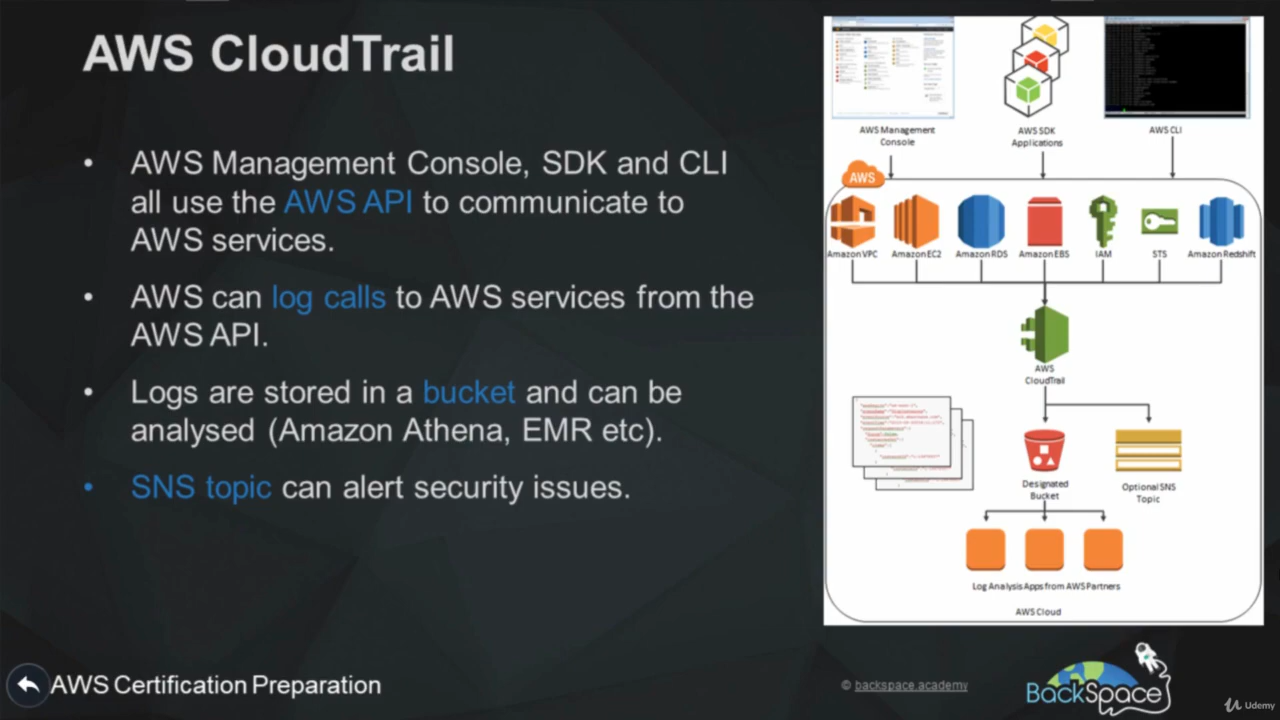 AWS CloudTrail
• AWS Management Console, SDK and CLI
all use the AWS API to communicate to
AWS services.
• AWS can log calls to AWS services from the
AWS API.
• Logs are stored in a bucket and can be
analysed (Amazon Athena, EMR etc).
• SNS topic can alert security issues.
AWS Management
Console
AWS SDK
Applications
AWS CLI
AWS
Amazon VPC
Amazon EC2
Amazon RDS
Amazon EBS
IAM
STS
Amazon Redshift
AWS
CloudTrail
Designated
Bucket
Optional SNS
Topic
Log Analysis Apps from AWS Partners
AWS Cloud
AWS Certification Preparation
© backspace.academy
BackSpace
Udemy